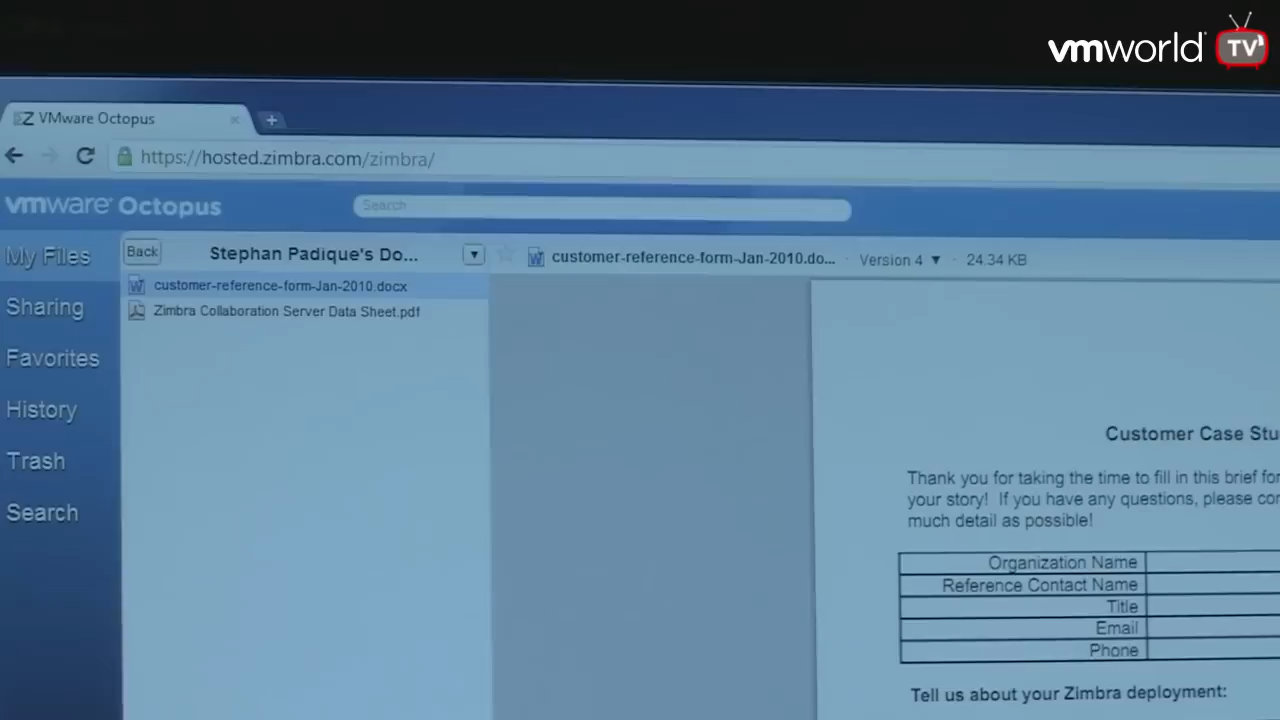 vmworld TV
VMware Octopus
https://hosted.zimbra.com/zimbra/
vmware Octopus
Search
My Files
Sharing
Favorites
History
Trash
Search
Back
Stephan Padique's Do...
customer-reference-form-Jan-2010.docx
Zimbra Collaboration Server Data Sheet.pdf
customer-reference-form-Jan-2010.do... · Version 4 ▼ · 24.34 KB
Customer Case Stu
Thank you for taking the time to fill in this brief for
your story! If you have any questions, please con
much detail as possible!
Organization Name
Reference Contact Name
Title
Email
Phone
Tell us about your Zimbra deployment: